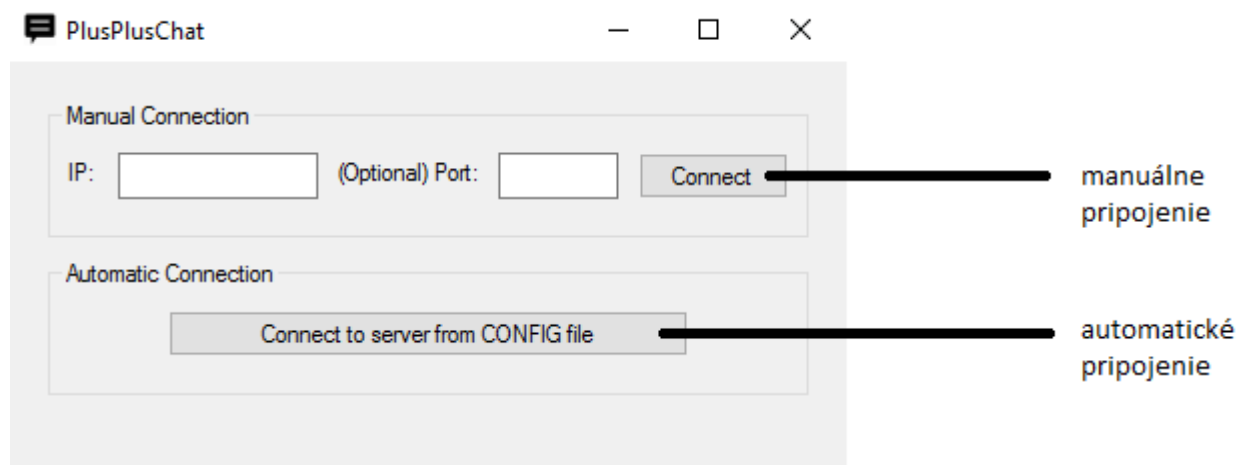 PlusPlusChat
Manual Connection
IP:
(Optional) Port:
Connect
manuálne
pripojenie
Automatic Connection
Connect to server from CONFIG file
automatické
pripojenie